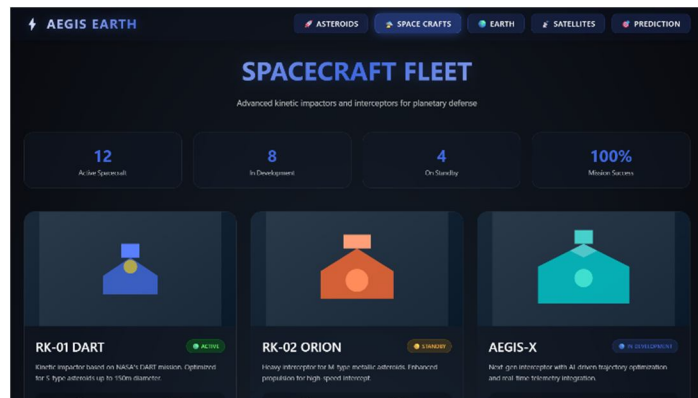 AEGIS EARTH
ASTEROIDS
SPACE CRAFTS
EARTH
SATELLITES
PREDICTION
SPACECRAFT FLEET
Advanced kinetic impactors and interceptors for planetary defense
12
Active Spacecraft
8
In Development
4
On Standby
100%
Mission Success
RK-01 DART
ACTIVE
Kinetic impactor based on NASA's DART mission. Optimized
for S-type asteroids up to 150m diameter.
RK-02 ORION
STANDBY
Heavy interceptor for M-type metallic asteroids. Enhanced
propulsion for high-speed intercept.
AEGIS-X
IN DEVELOPMENT
Next-gen interceptor with AI-driven trajectory optimization
and real-time telemetry integration.